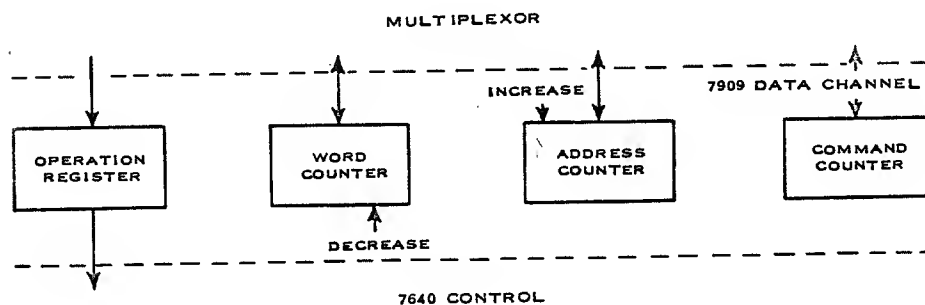 MULTIPLEXOR
INCREASE
7909 DATA CHANNEL
OPERATION
REGISTER
WORD
COUNTER
ADDRESS
COUNTER
COMMAND
COUNTER
DECREASE
7640 CONTROL